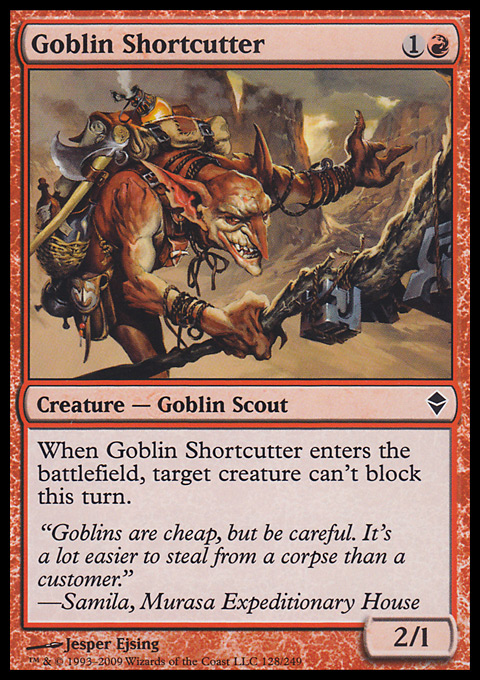 Goblin Shortcutter
1
Creature — Goblin Scout
When Goblin Shortcutter enters the
battlefield, target creature can't block
this turn.
“Goblins are cheap, but be careful. It's
a lot easier to steal from a corpse than a
customer.”
—Samila, Murasa Expeditionary House
2/1
Jesper Ejsing
™ & © 1993–2009 Wizards of the Coast LLC 128/249